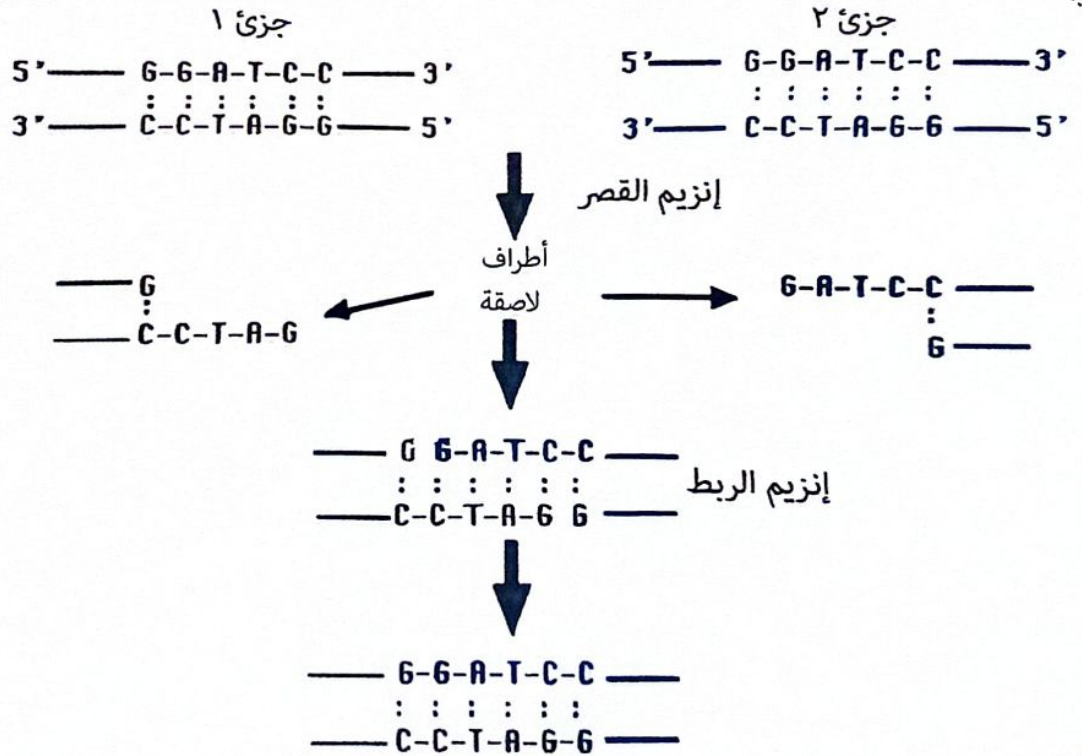 جزئ ١
5' G-G-A-T-C-C 3'
3' C-C-T-A-G-G 5'
جزئ ٢
5' G-G-A-T-C-C 3'
3' C-C-T-A-G-G 5'
إنزيم القصر
أطراف
لاصقة
G
C-C-T-A-G
G-A-T-C-C
G
G G-A-T-C-C
C-C-T-A-G G
إنزيم الربط
G-G-A-T-C-C
C-C-T-A-G-G